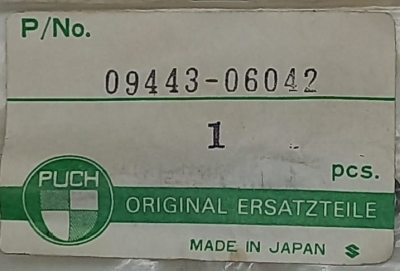 P/No.
09443-06042
1
pcs.
PUCH
ORIGINAL ERSATZTEILE
MADE IN JAPAN